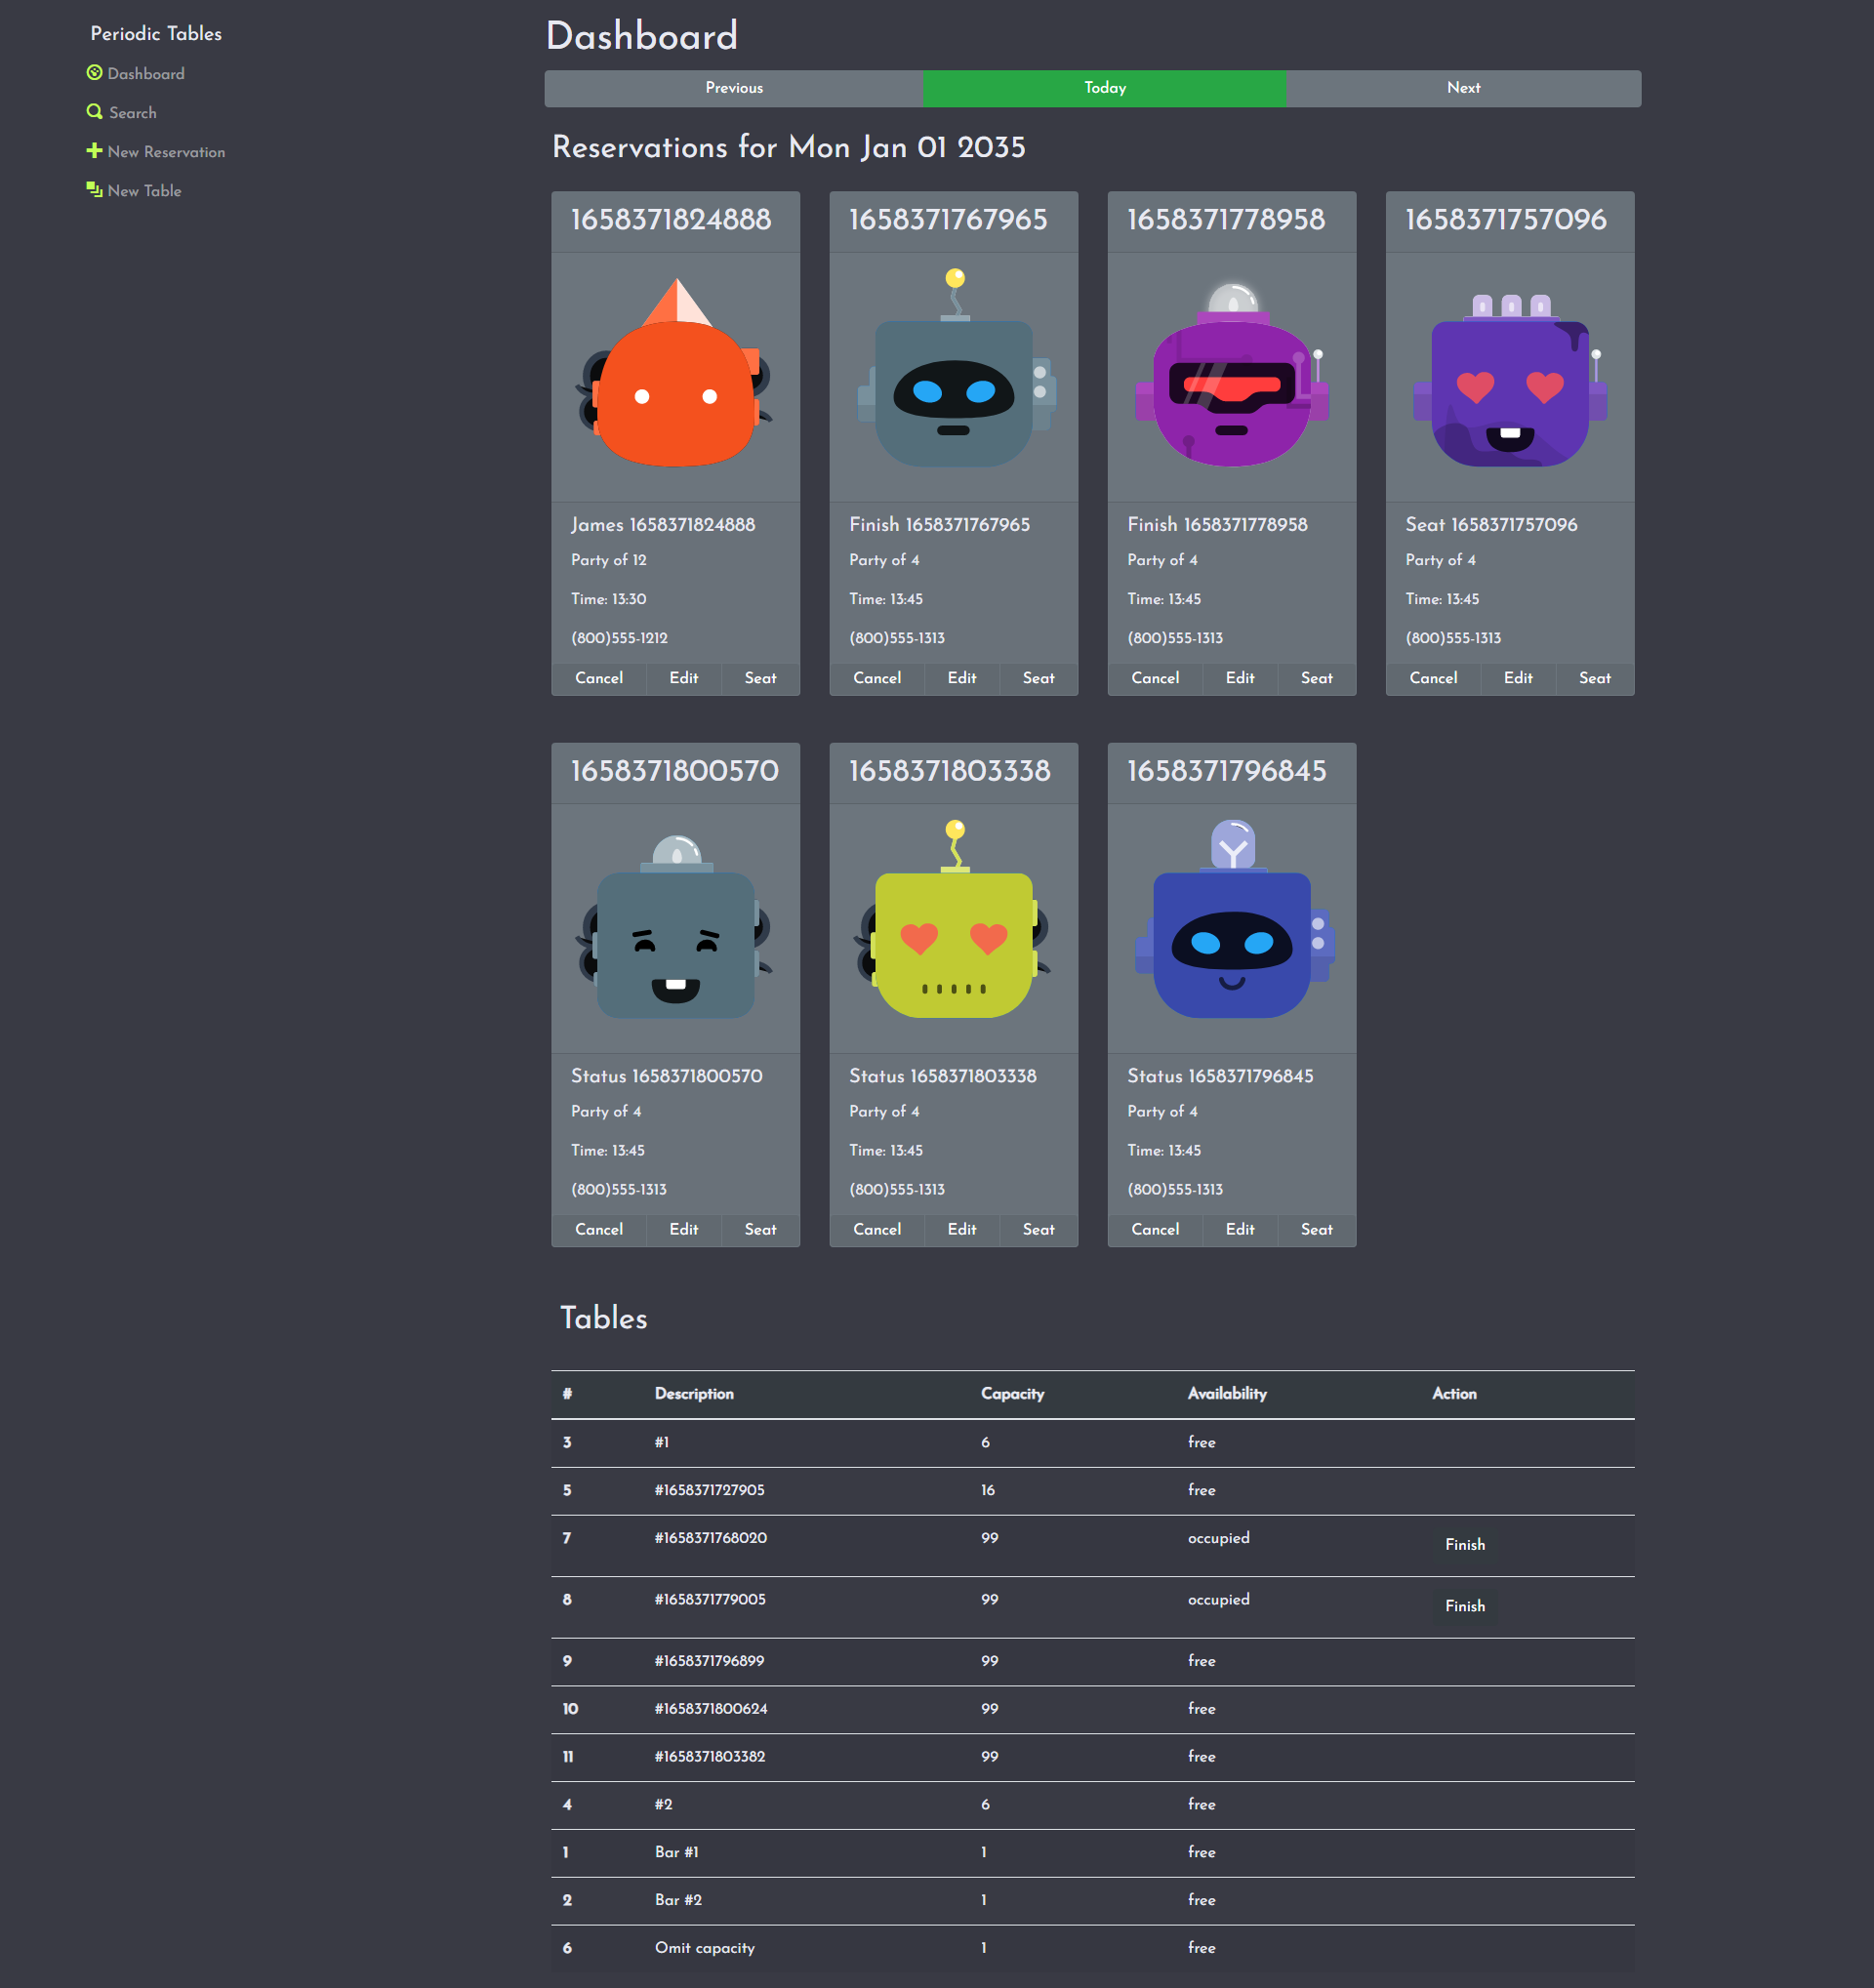 Periodic Tables
Dashboard
Search
New Reservation
New Table
Dashboard
Previous Today Next
Reservations for Mon Jan 01 2035
1658371824888
James 1658371824888
Party of 12
Time: 13:30
(800)555-1212
Cancel Edit Seat
1658371767965
Finish 1658371767965
Party of 4
Time: 13:45
(800)555-1313
Cancel Edit Seat
1658371778958
Finish 1658371778958
Party of 4
Time: 13:45
(800)555-1313
Cancel Edit Seat
1658371757096
Seat 1658371757096
Party of 4
Time: 13:45
(800)555-1313
Cancel Edit Seat
1658371800570
Status 1658371800570
Party of 4
Time: 13:45
(800)555-1313
Cancel Edit Seat
1658371803338
Status 1658371803338
Party of 4
Time: 13:45
(800)555-1313
Cancel Edit Seat
1658371796845
Status 1658371796845
Party of 4
Time: 13:45
(800)555-1313
Cancel Edit Seat
Tables
# Description Capacity Availability Action
3 #1 6 free
5 #1658371727905 16 free
7 #1658371768020 99 occupied Finish
8 #1658371779005 99 occupied Finish
9 #1658371796899 99 free
10 #1658371800624 99 free
11 #1658371803382 99 free
4 #2 6 free
1 Bar #1 1 free
2 Bar #2 1 free
6 Omit capacity 1 free